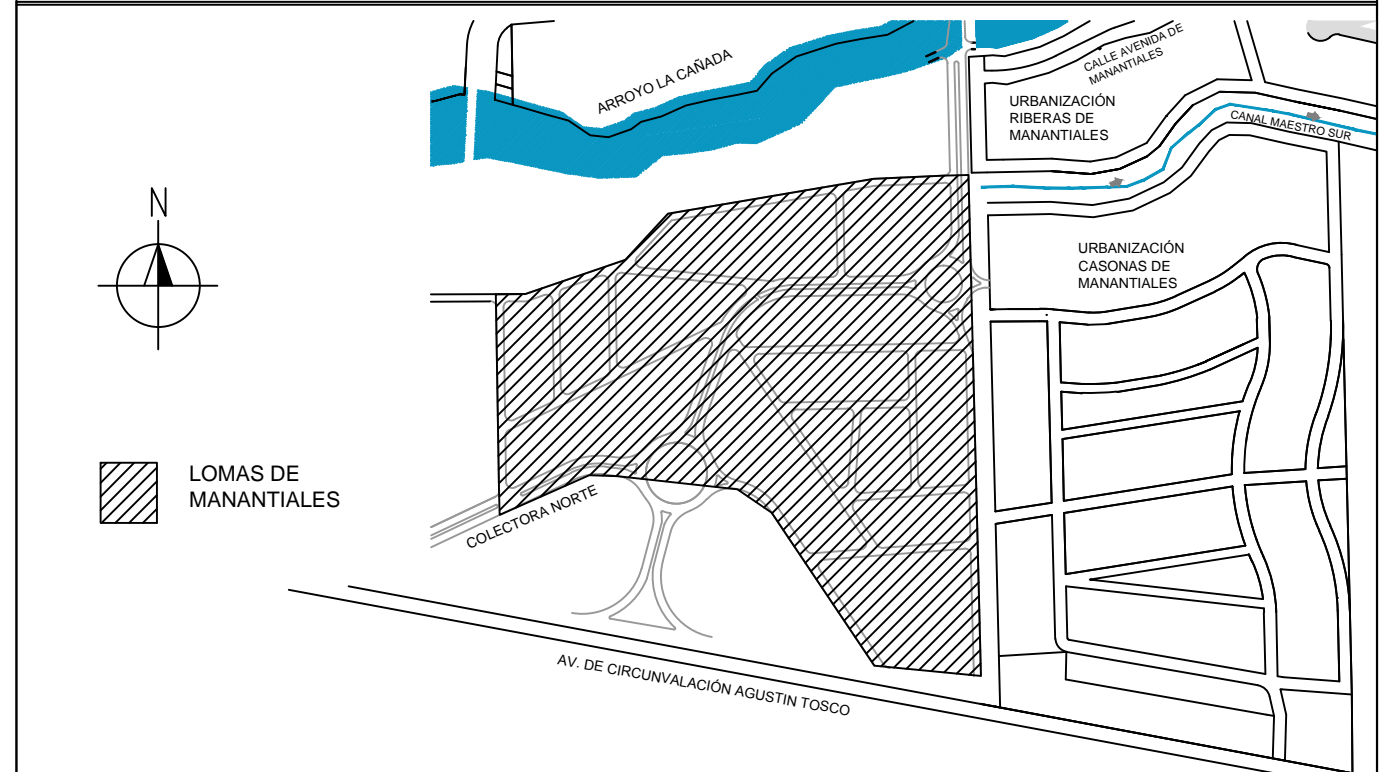 ARROYO LA CAÑADA
CALLE AVENIDA DE
MANANTIALES
URBANIZACIÓN
RIBERAS DE
MANANTIALES
CANAL MAESTRO SUR
N
URBANIZACIÓN
CASONAS DE
MANANTIALES
LOMAS DE
MANANTIALES
COLECTORA NORTE
AV. DE CIRCUNVALACIÓN AGUSTIN TOSCO